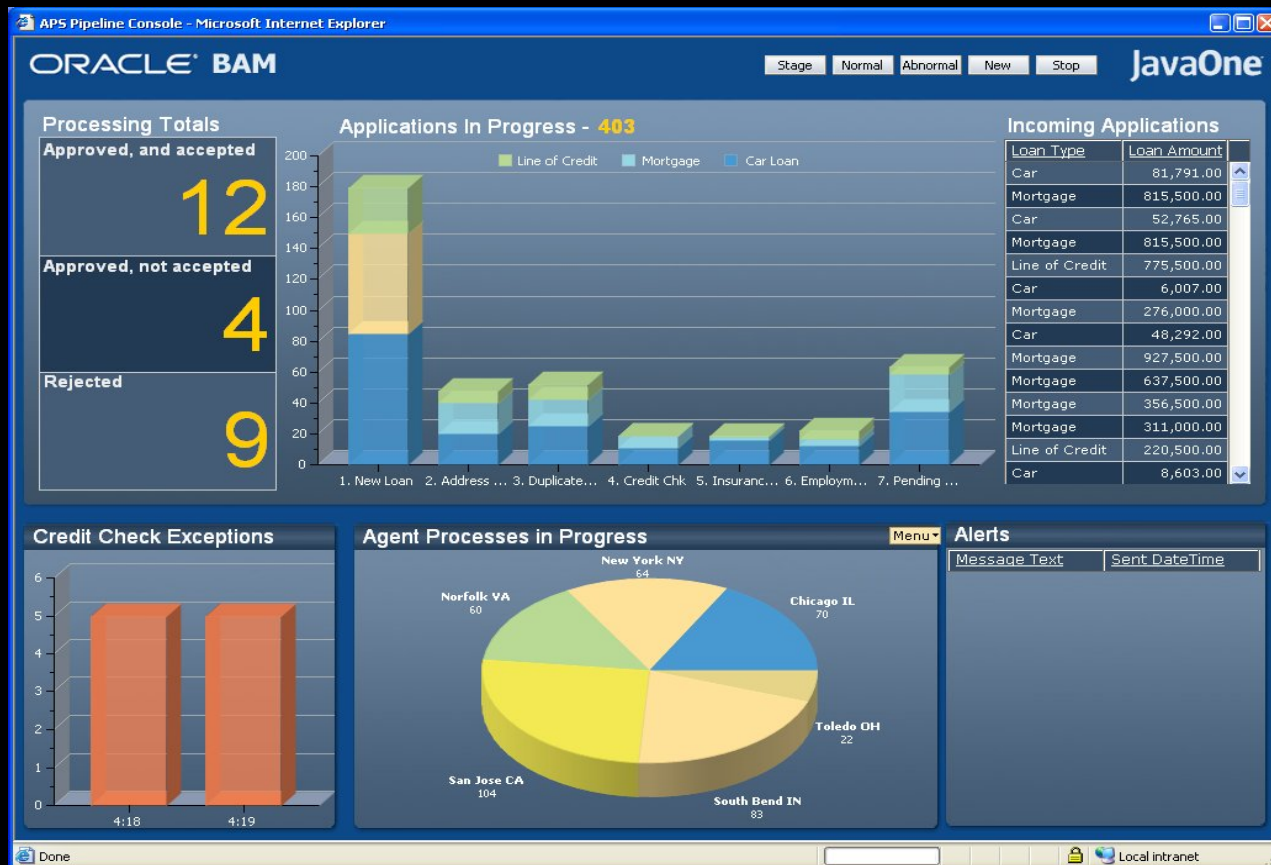 APS Pipeline Console - Microsoft Internet Explorer
ORACLE BAM
Stage Normal Abnormal New Stop
JavaOne
Processing Totals
Approved, and accepted
12
Approved, not accepted
4
Rejected
9
Applications In Progress - 403
Line of Credit Mortgage Car Loan
200
180
160
140
120
100
80
60
40
20
0
1. New Loan 2. Address ... 3. Duplicate... 4. Credit Chk 5. Insuranc... 6. Employm... 7. Pending ...
Incoming Applications
Loan Type Loan Amount
Car 81,791.00
Mortgage 815,500.00
Car 52,765.00
Mortgage 815,500.00
Line of Credit 775,500.00
Car 6,007.00
Mortgage 276,000.00
Car 48,292.00
Mortgage 927,500.00
Mortgage 637,500.00
Mortgage 356,500.00
Mortgage 311,000.00
Line of Credit 220,500.00
Car 8,603.00
Credit Check Exceptions
6
5
4
3
2
1
0
4:18 4:19
Agent Processes in Progress
Menu
New York NY
64
Norfolk VA
60
Chicago IL
70
Toledo OH
22
San Jose CA
104
South Bend IN
83
Alerts
Message Text Sent DateTime
Done
Local intranet